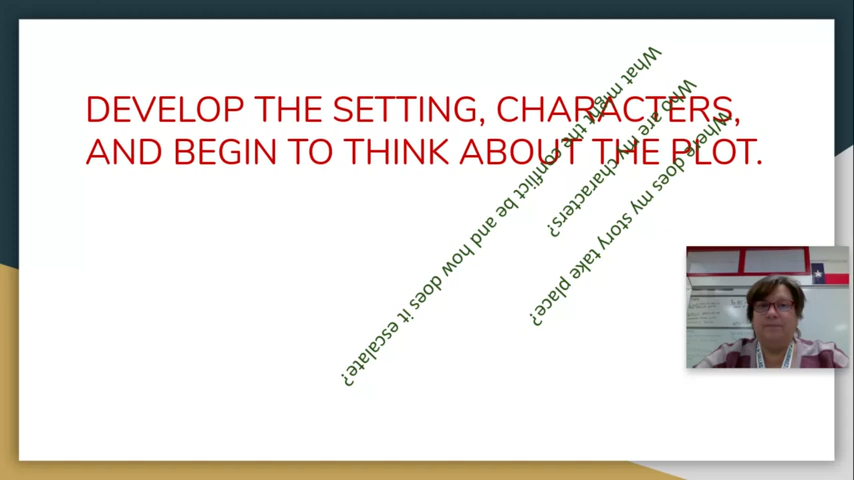 DEVELOP THE SETTING, CHARACTERS,
AND BEGIN TO THINK ABOUT THE PLOT.
Where does my story take place?
Who are my characters?
What might the conflict be and how does it escalate?